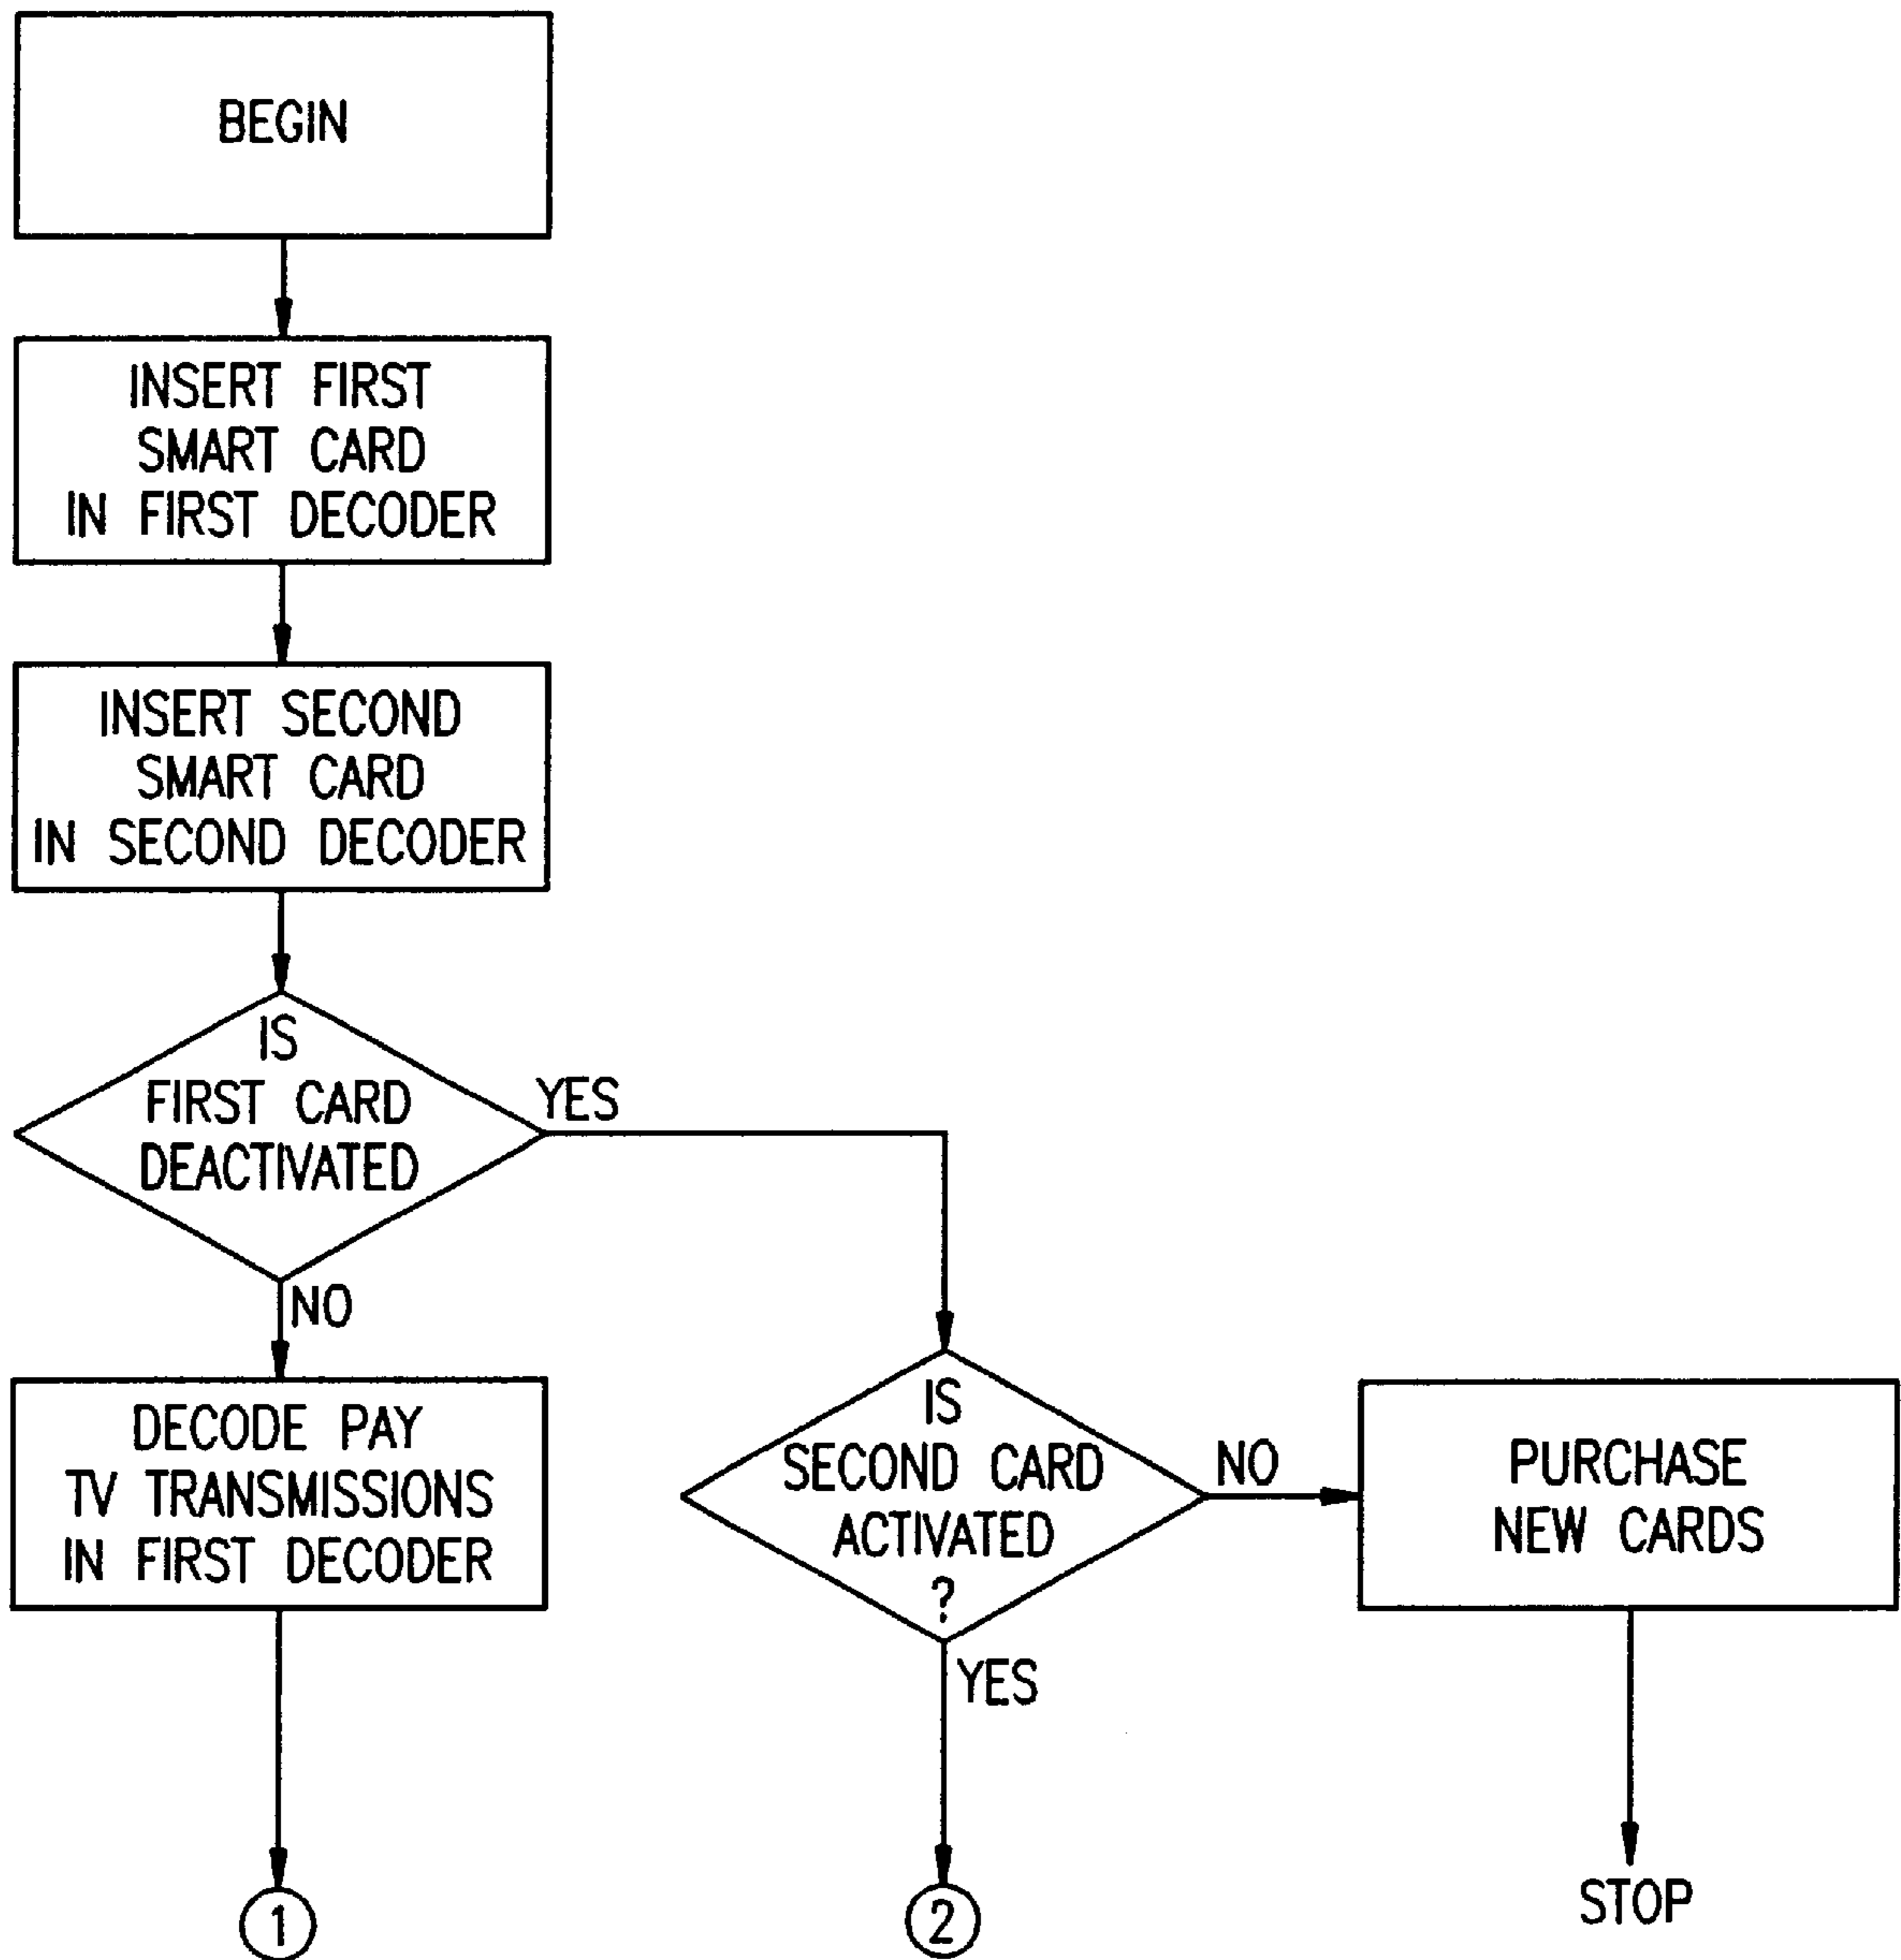 BEGIN
INSERT FIRST
SMART CARD
IN FIRST DECODER
INSERT SECOND
SMART CARD
IN SECOND DECODER
IS
FIRST CARD
DEACTIVATED
YES
NO
DECODE PAY
TV TRANSMISSIONS
IN FIRST DECODER
1
IS
SECOND CARD
ACTIVATED
?
NO
YES
2
PURCHASE
NEW CARDS
STOP